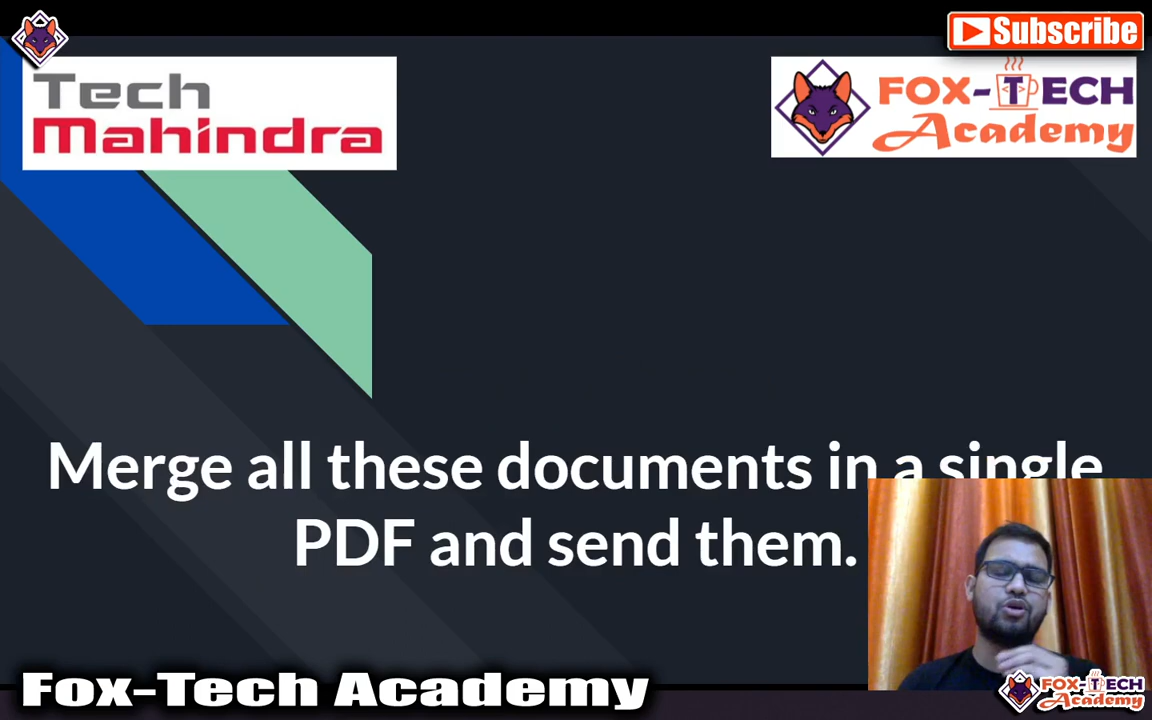 Subscribe
Tech
Mahindra
FOX-TECH
Academy
Merge all these documents in a single
PDF and send them.
Fox-Tech Academy
FOX-TECH
Academy